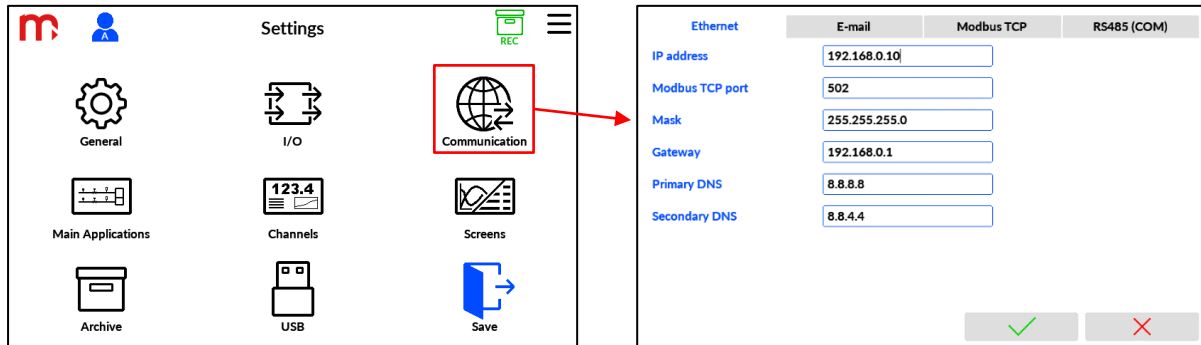 m
A
Settings
REC
General
I/O
Communication
123.4
Main Applications
Channels
Screens
Archive
USB
Save
Ethernet
E-mail
Modbus TCP
RS485 (COM)
IP address
192.168.0.10
Modbus TCP port
502
Mask
255.255.255.0
Gateway
192.168.0.1
Primary DNS
8.8.8.8
Secondary DNS
8.8.4.4